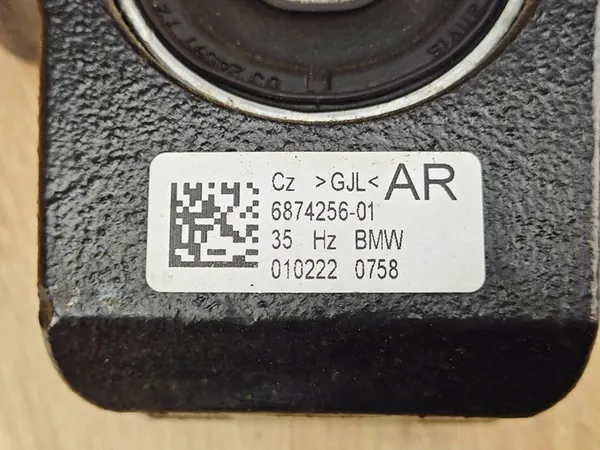 Cz >GJL< AR
6874256-01
35 Hz BMW
010222 0758